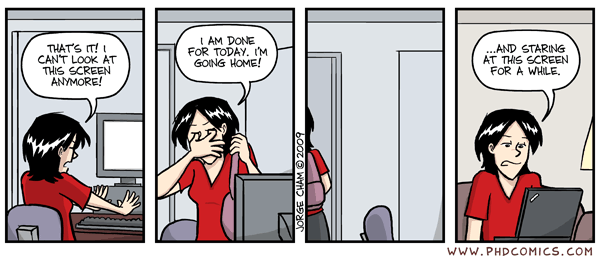 THAT'S IT! I
CAN'T LOOK AT
THIS SCREEN
ANYMORE!
I AM DONE
FOR TODAY. I'M
GOING HOME!
JORGE CHAM © 2009
...AND STARING
AT THIS SCREEN
FOR A WHILE.
WWW.PHDCOMICS.COM